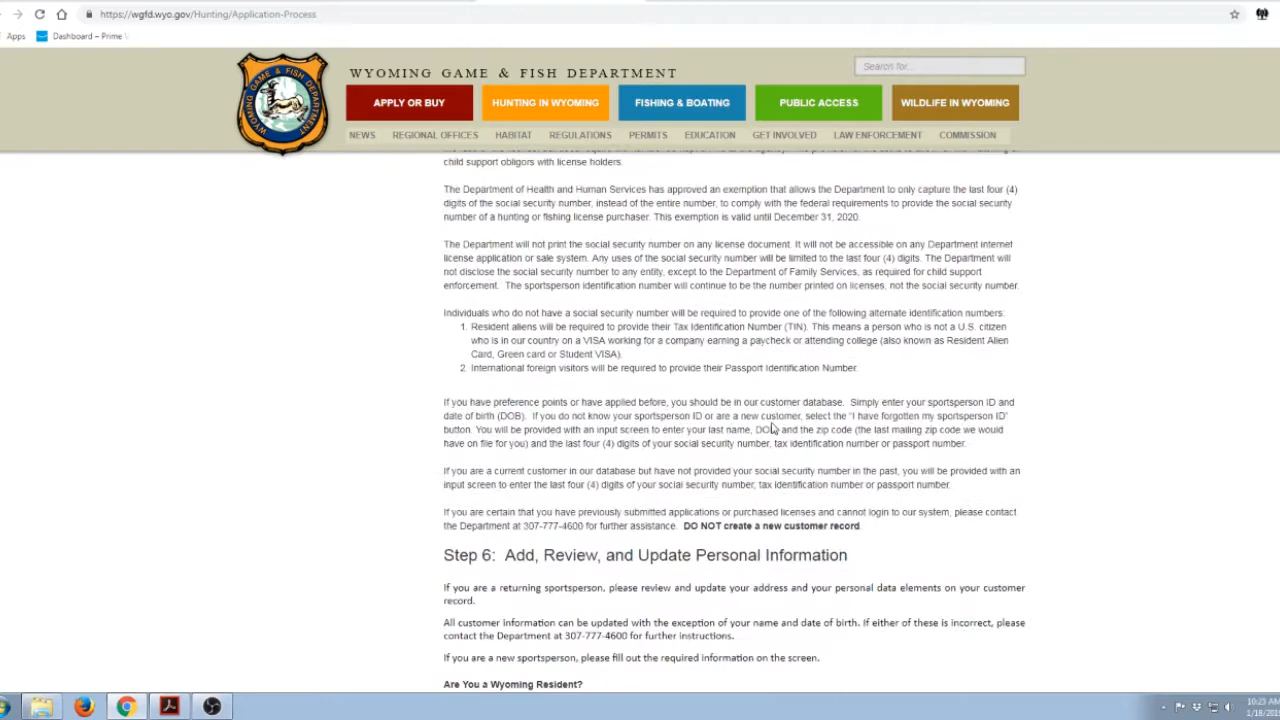 https://wgfd.wyo.gov/Hunting/Application-Process
Apps Dashboard – Prime
WYOMING GAME & FISH DEPARTMENT
Search for...
APPLY OR BUY HUNTING IN WYOMING FISHING & BOATING PUBLIC ACCESS WILDLIFE IN WYOMING
NEWS REGIONAL OFFICES HABITAT REGULATIONS PERMITS EDUCATION GET INVOLVED LAW ENFORCEMENT COMMISSION
WYOMING GAME & FISH DEPARTMENT
child support obligors with license holders.
The Department of Health and Human Services has approved an exemption that allows the Department to only capture the last four (4)
digits of the social security number, instead of the entire number, to comply with the federal requirements to provide the social security
number of a hunting or fishing license purchaser. This exemption is valid until December 31, 2020.
The Department will not print the social security number on any license document. It will not be accessible on any Department internet
license application or sale system. Any uses of the social security number will be limited to the last four (4) digits. The Department will
not disclose the social security number to any entity, except to the Department of Family Services, as required for child support
enforcement. The sportsperson identification number will continue to be the number printed on licenses, not the social security number.
Individuals who do not have a social security number will be required to provide one of the following alternate identification numbers:
1. Resident aliens will be required to provide their Tax Identification Number (TIN). This means a person who is not a U.S. citizen
who is in our country on a VISA working for a company earning a paycheck or attending college (also known as Resident Alien
Card, Green card or Student VISA).
2. International foreign visitors will be required to provide their Passport Identification Number.
If you have preference points or have applied before, you should be in our customer database. Simply enter your sportsperson ID and
date of birth (DOB). If you do not know your sportsperson ID or are a new customer, select the "I have forgotten my sportsperson ID"
button. You will be provided with an input screen to enter your last name, DOB and the zip code (the last mailing zip code we would
have on file for you) and the last four (4) digits of your social security number, tax identification number or passport number.
If you are a current customer in our database but have not provided your social security number in the past, you will be provided with an
input screen to enter the last four (4) digits of your social security number, tax identification number or passport number.
If you are certain that you have previously submitted applications or purchased licenses and cannot login to our system, please contact
the Department at 307-777-4600 for further assistance. DO NOT create a new customer record.
Step 6: Add, Review, and Update Personal Information
If you are a returning sportsperson, please review and update your address and your personal data elements on your customer
record.
All customer information can be updated with the exception of your name and date of birth. If either of these is incorrect, please
contact the Department at 307-777-4600 for further instructions.
If you are a new sportsperson, please fill out the required information on the screen.
Are You a Wyoming Resident?
10:23 AM